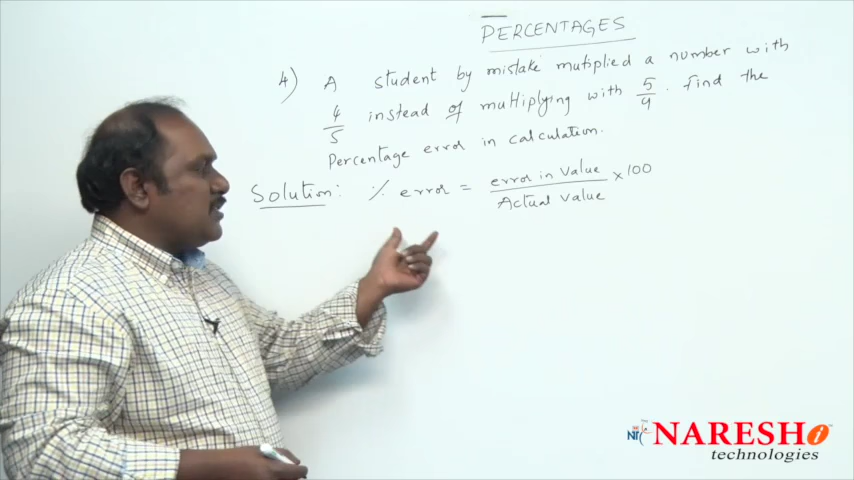 PERCENTAGES
4) A student by mistake mutiplied a number with
4/5 instead of multiplying with 5/4. Find the
Percentage error in calculation.
Solution: % error = error in value / Actual value × 100
NARESH i
technologies